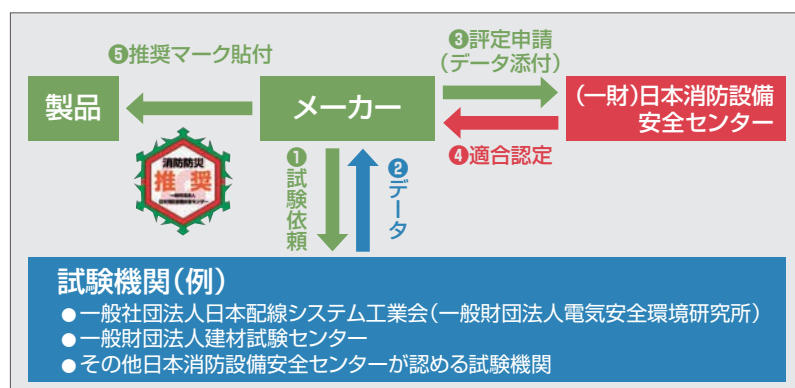 ❺推奨マーク貼付
❸評定申請
(データ添付)
製品
メーカー
(一財)日本消防設備
安全センター
❹適合認定
消防防災
推奨
❶試験依頼
❷データ
試験機関(例)
●一般社団法人日本配線システム工業会(一般財団法人電気安全環境研究所)
●一般財団法人建材試験センター
●その他日本消防設備安全センターが認める試験機関